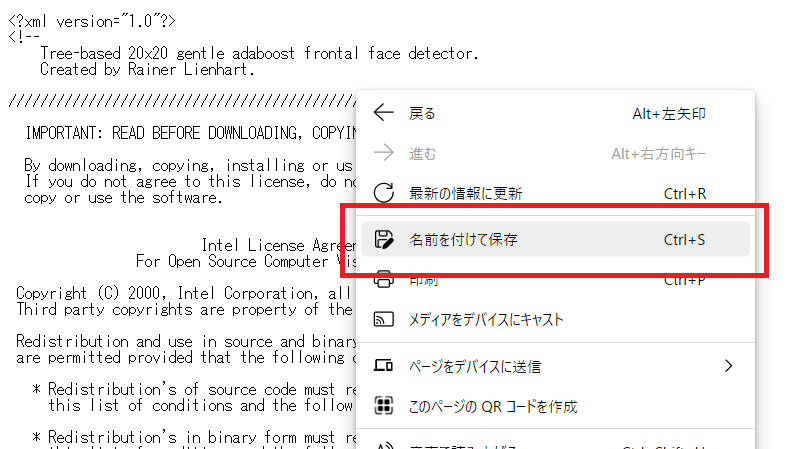 <?xml version="1.0"?>
<!--
Tree-based 20x20 gentle adaboost frontal face detector.
Created by Rainer Lienhart.
////////////////////////////////////////////
IMPORTANT: READ BEFORE DOWNLOADING, COPYIN
By downloading, copying, installing or us
If you do not agree to this license, do no
copy or use the software.
Intel License Agre
For Open Source Computer Vis
Copyright (C) 2000, Intel Corporation, all
Third party copyrights are property of the
Redistribution and use in source and binary
are permitted provided that the following c
* Redistribution's of source code must re
this list of conditions and the follow
* Redistribution's in binary form must re
戻る Alt+左矢印
進む Alt+右方向キー
最新の情報に更新 Ctrl+R
名前を付けて保存 Ctrl+S
印刷 Ctrl+P
メディアをデバイスにキャスト
ページをデバイスに送信
このページの QR コードを作成